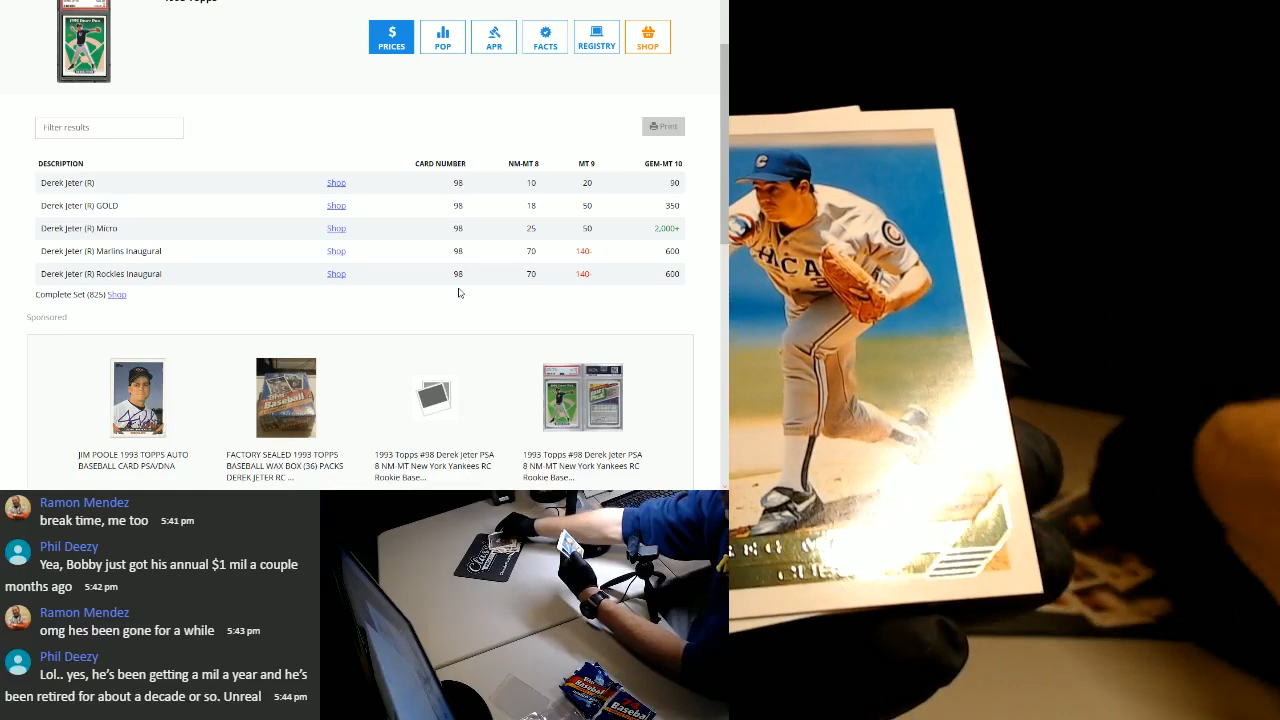 $
PRICES
POP
APR
FACTS
REGISTRY
SHOP
Filter results
Print
DESCRIPTION CARD NUMBER NM-MT 8 MT 9 GEM-MT 10
Derek Jeter (R) Shop 98 10 20 90
Derek Jeter (R) GOLD Shop 98 18 50 350
Derek Jeter (R) Micro Shop 98 25 50 2,000+
Derek Jeter (R) Marlins Inaugural Shop 98 70 140- 600
Derek Jeter (R) Rockies Inaugural Shop 98 70 140- 600
Complete Set (825) Shop
Sponsored
JIM POOLE 1993 TOPPS AUTO
BASEBALL CARD PSA/DNA
FACTORY SEALED 1993 TOPPS
BASEBALL WAX BOX (36) PACKS
DEREK JETER RC ...
1993 Topps #98 Derek Jeter PSA
8 NM-MT New York Yankees RC
Rookie Base...
1993 Topps #98 Derek Jeter PSA
8 NM-MT New York Yankees RC
Rookie Base...
Ramon Mendez
break time, me too 5:41 pm
Phil Deezy
Yea, Bobby just got his annual $1 mil a couple
months ago 5:42 pm
Ramon Mendez
omg hes been gone for a while 5:43 pm
Phil Deezy
Lol.. yes, he's been getting a mil a year and he's
been retired for about a decade or so. Unreal 5:44 pm
C
HICA
Baseball